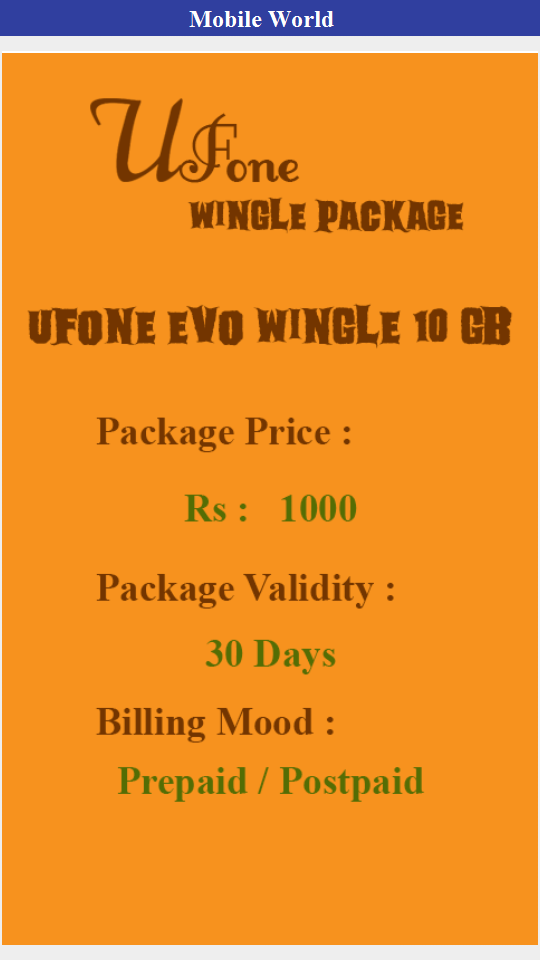 Mobile World
UFone
WINGLE PACKAGE
UFONE EVO WINGLE 10 GB
Package Price :
Rs : 1000
Package Validity :
30 Days
Billing Mood :
Prepaid / Postpaid